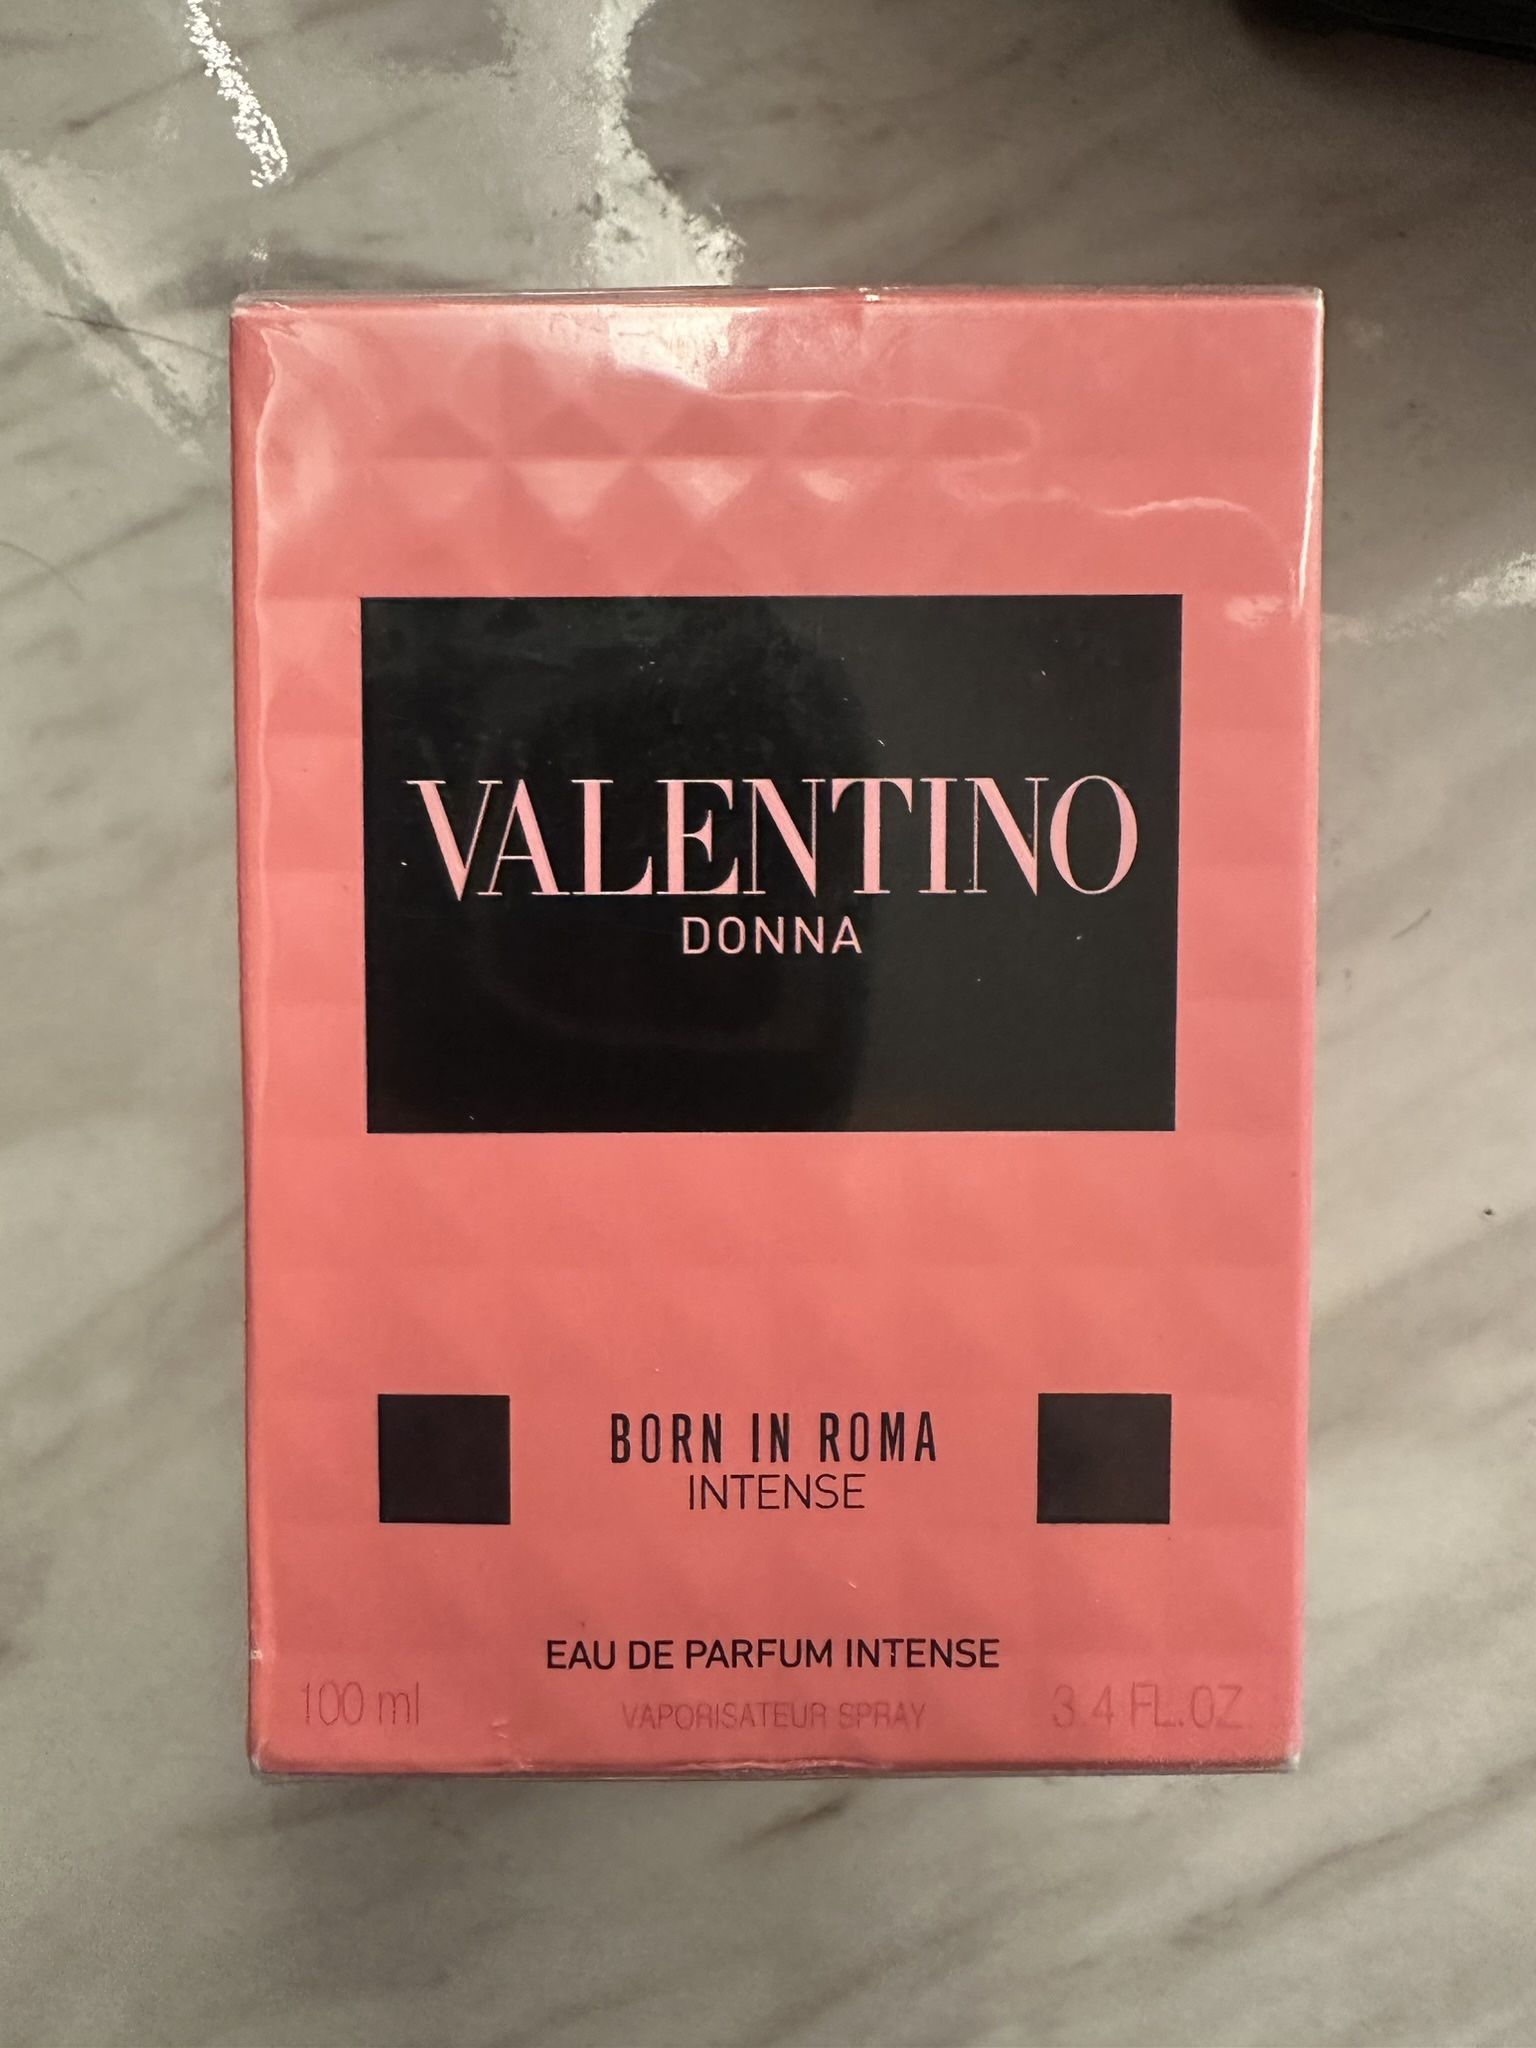 VALENTINO
DONNA
BORN IN ROMA
INTENSE
EAU DE PARFUM INTENSE
100 ml VAPORISATEUR SPRAY 3.4 FL.OZ